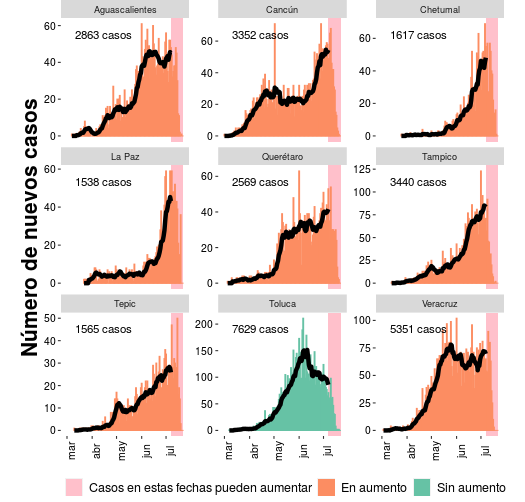 Aguascalientes
Cancún
Chetumal
2863 casos
3352 casos
1617 casos
60
40
20
0
60
40
20
0
60
40
20
0
La Paz
Querétaro
Tampico
1538 casos
2569 casos
3440 casos
60
40
20
0
60
40
20
0
125
100
75
50
25
0
Tepic
Toluca
Veracruz
1565 casos
7629 casos
5351 casos
50
40
30
20
10
0
200
150
100
50
0
100
75
50
25
0
mar abr may jun jul
mar abr may jun jul
mar abr may jun jul
Número de nuevos casos
Casos en estas fechas pueden aumentar En aumento Sin aumento